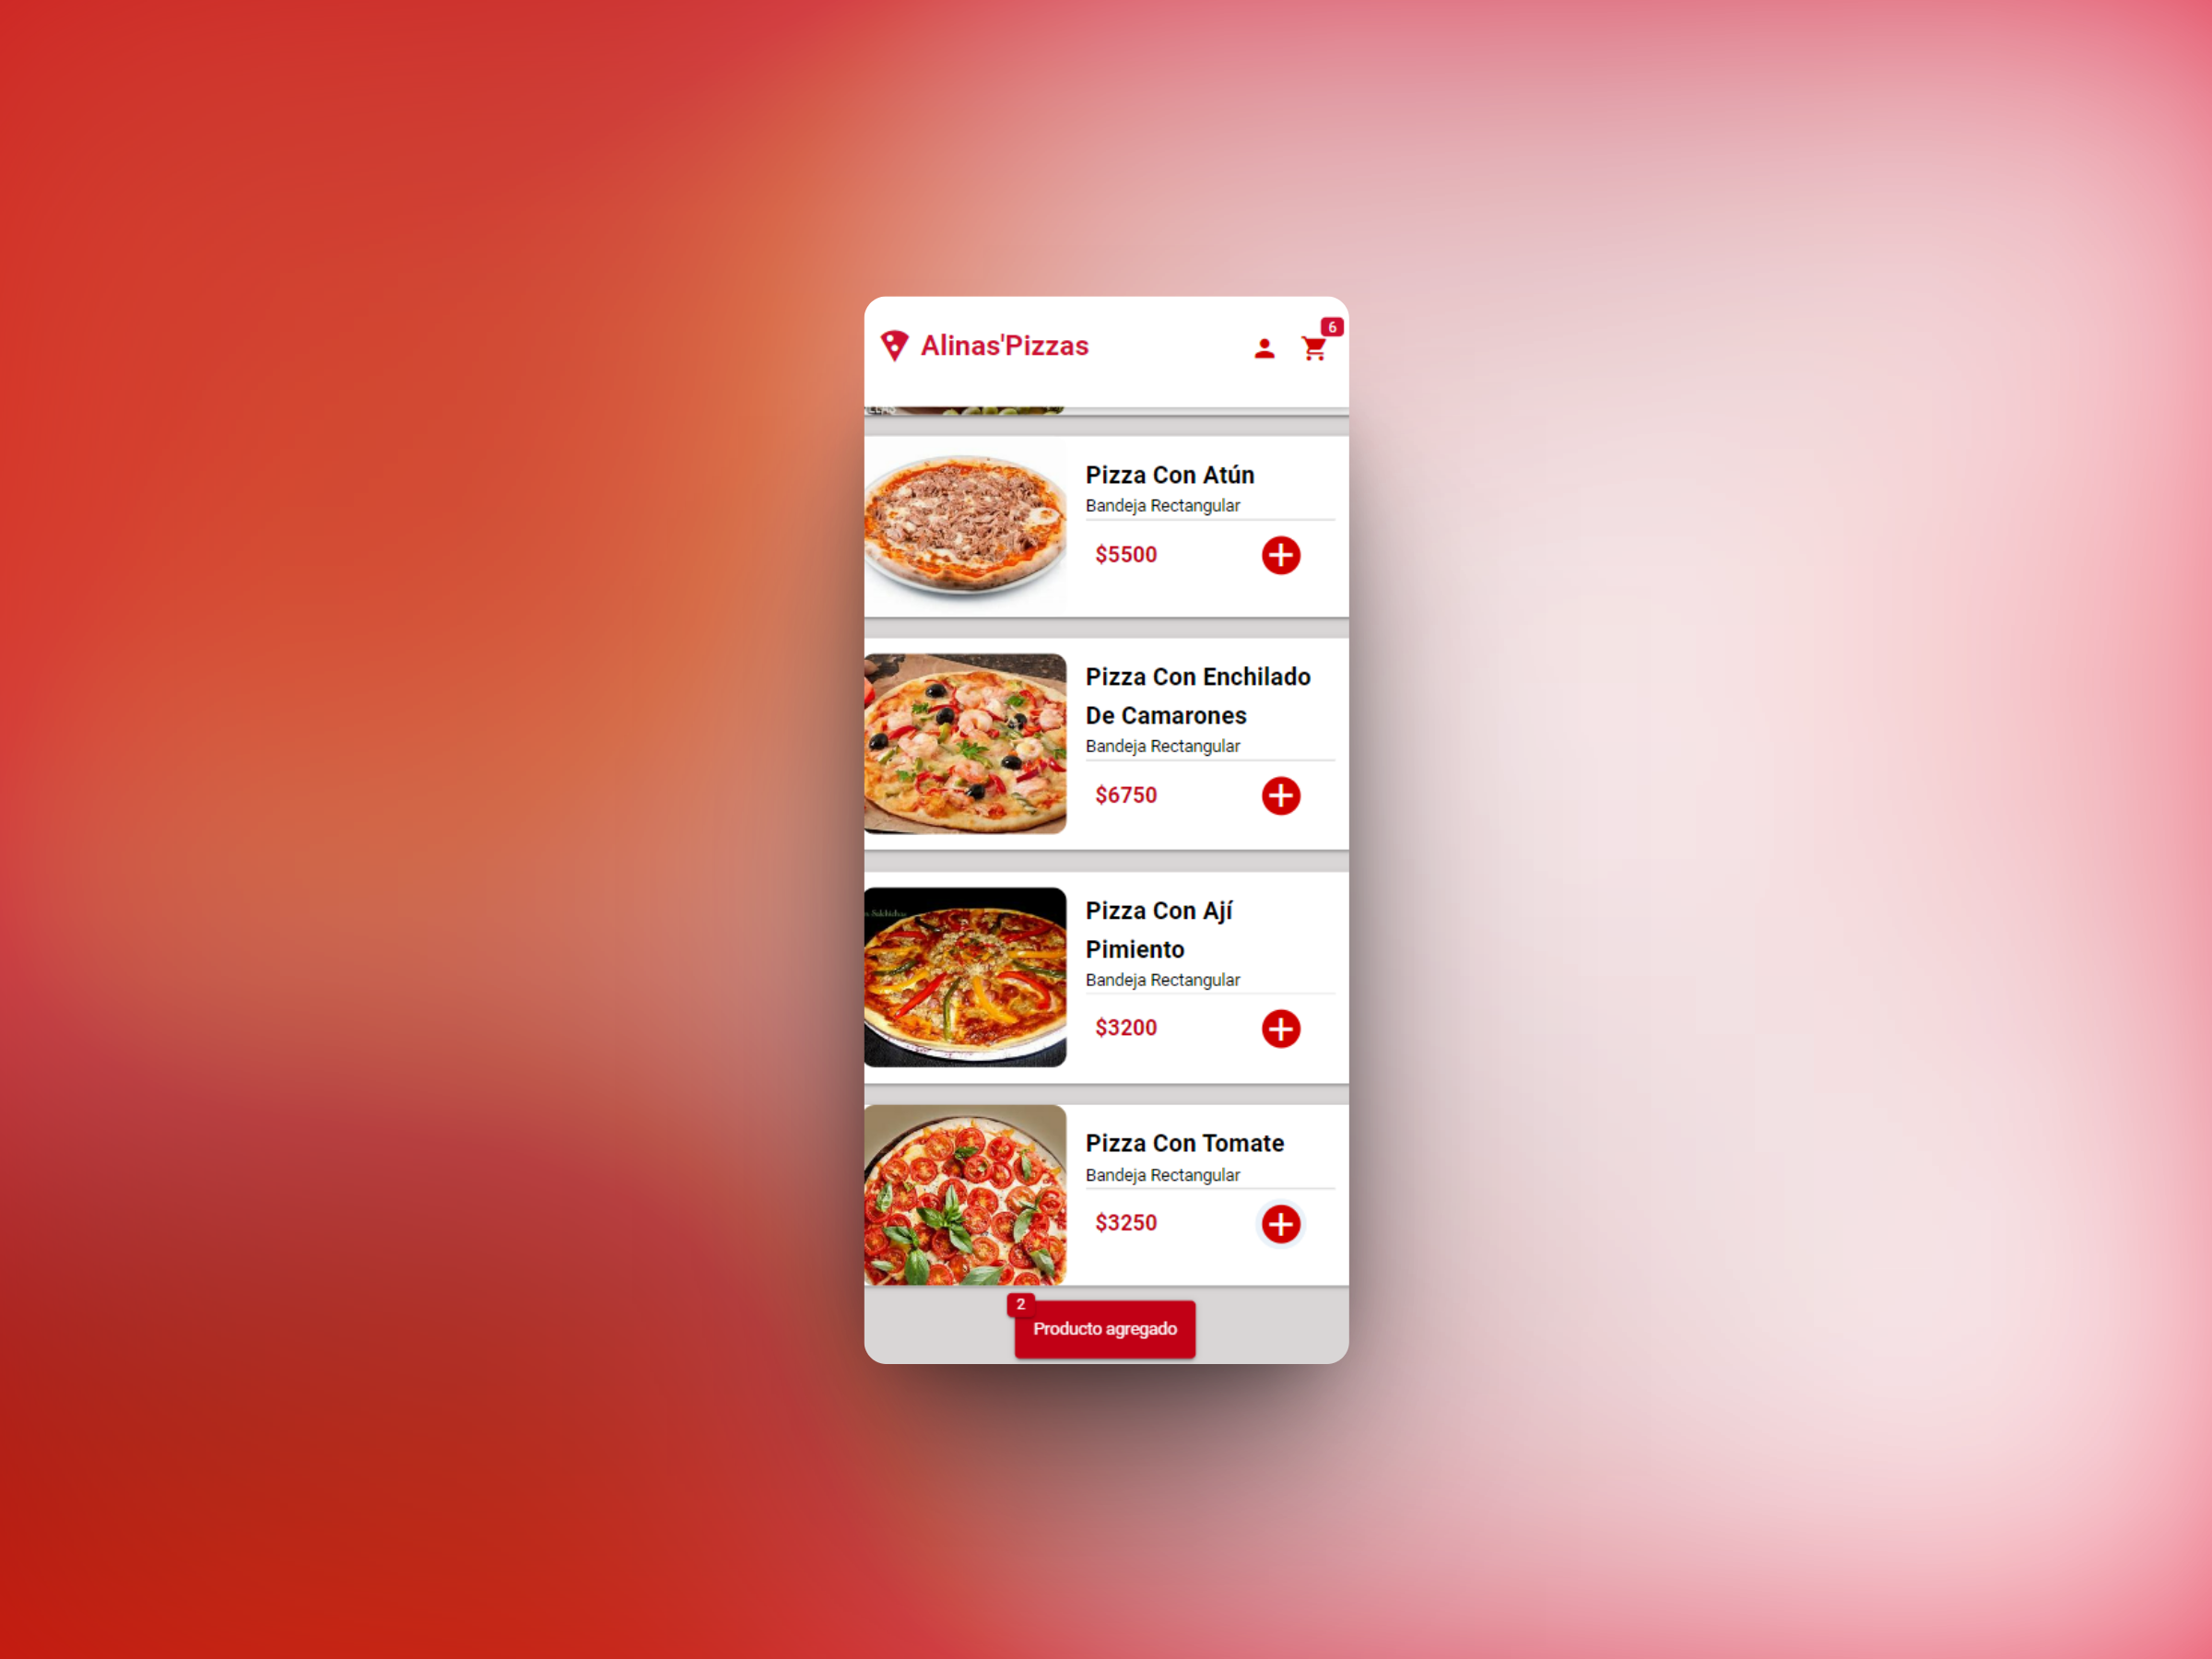 Alinas'Pizzas
6
Pizza Con Atún
Bandeja Rectangular
$5500
Pizza Con Enchilado
De Camarones
Bandeja Rectangular
$6750
Pizza Con Ají
Pimiento
Bandeja Rectangular
$3200
Pizza Con Tomate
Bandeja Rectangular
$3250
2
Producto agregado